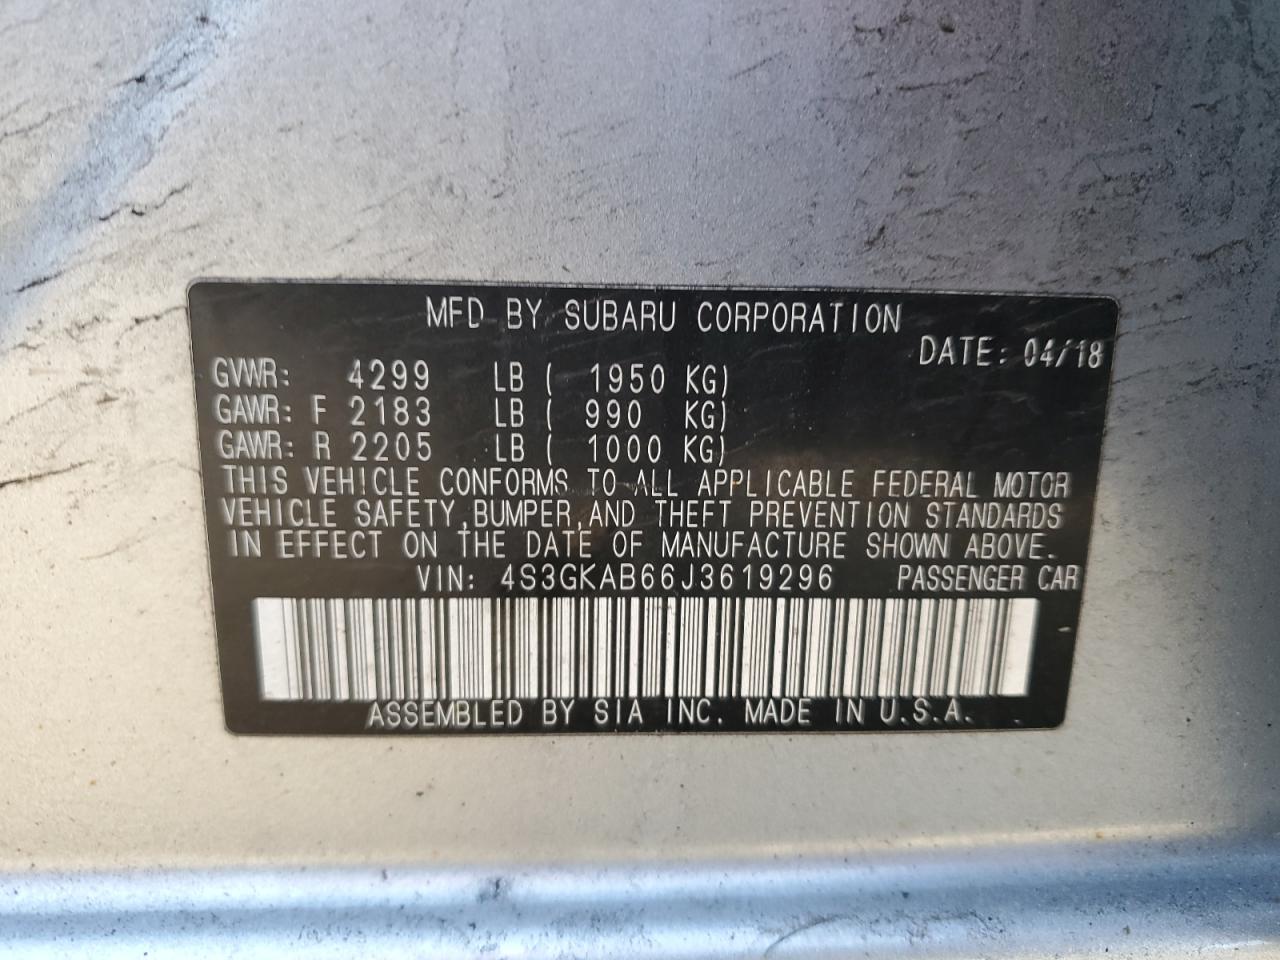 MFD BY SUBARU CORPORATION
DATE: 04/18
GVWR: 4299 LB ( 1950 KG)
GAWR: F 2183 LB ( 990 KG)
GAWR: R 2205 LB ( 1000 KG)
THIS VEHICLE CONFORMS TO ALL APPLICABLE FEDERAL MOTOR
VEHICLE SAFETY,BUMPER,AND THEFT PREVENTION STANDARDS
IN EFFECT ON THE DATE OF MANUFACTURE SHOWN ABOVE.
VIN: 4S3GKAB66J3619296 PASSENGER CAR
ASSEMBLED BY SIA INC. MADE IN U.S.A.